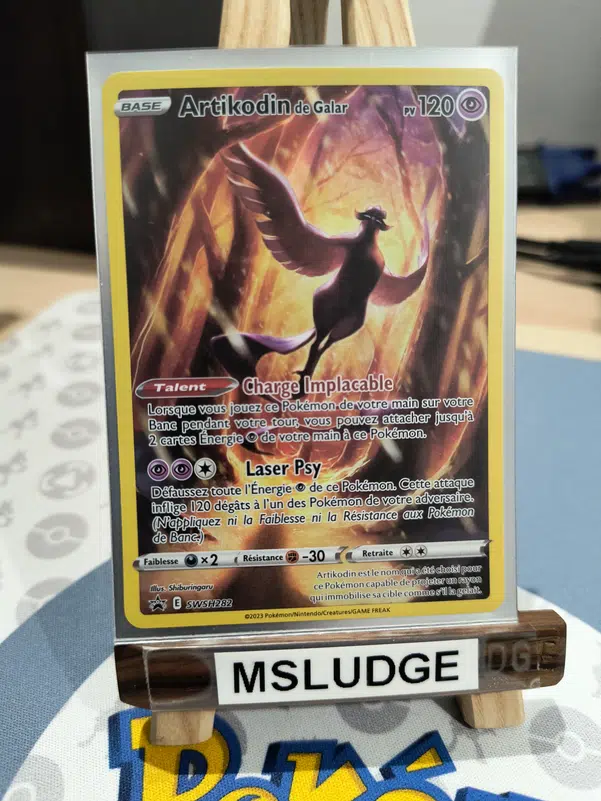 BASE Artikodin de Galar PV 120
Talent Charge Implacable
Lorsque vous jouez ce Pokémon de votre main sur votre
Banc pendant votre tour, vous pouvez attacher jusqu'à
2 cartes Énergie de votre main à ce Pokémon.
Laser Psy
Défaussez toute l'Énergie de ce Pokémon. Cette attaque
inflige 120 dégâts à l'un des Pokémon de votre adversaire.
(N'appliquez ni la Faiblesse ni la Résistance aux Pokémon
de Banc.)
Faiblesse ×2 Résistance -30 Retraite
Artikodin est le nom qui a été choisi pour
ce Pokémon capable de projeter un rayon
qui immobilise sa cible comme s'il la gelait.
Illus. Shiburingaru
E SWSH282
©2023 Pokémon/Nintendo/Creatures/GAME FREAK
MSLUDGE